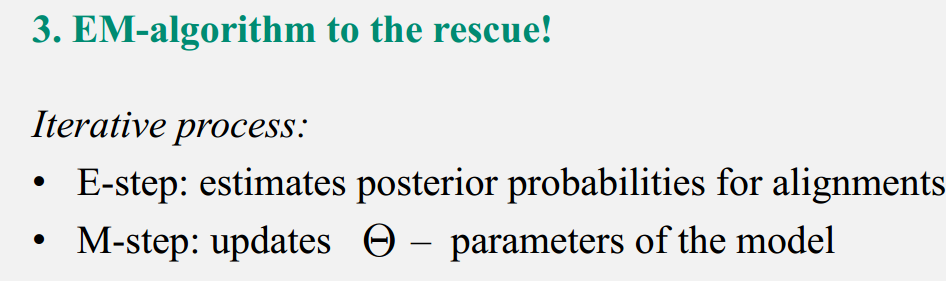 3. EM-algorithm to the rescue!
Iterative process:
• E-step: estimates posterior probabilities for alignments
• M-step: updates Θ – parameters of the model